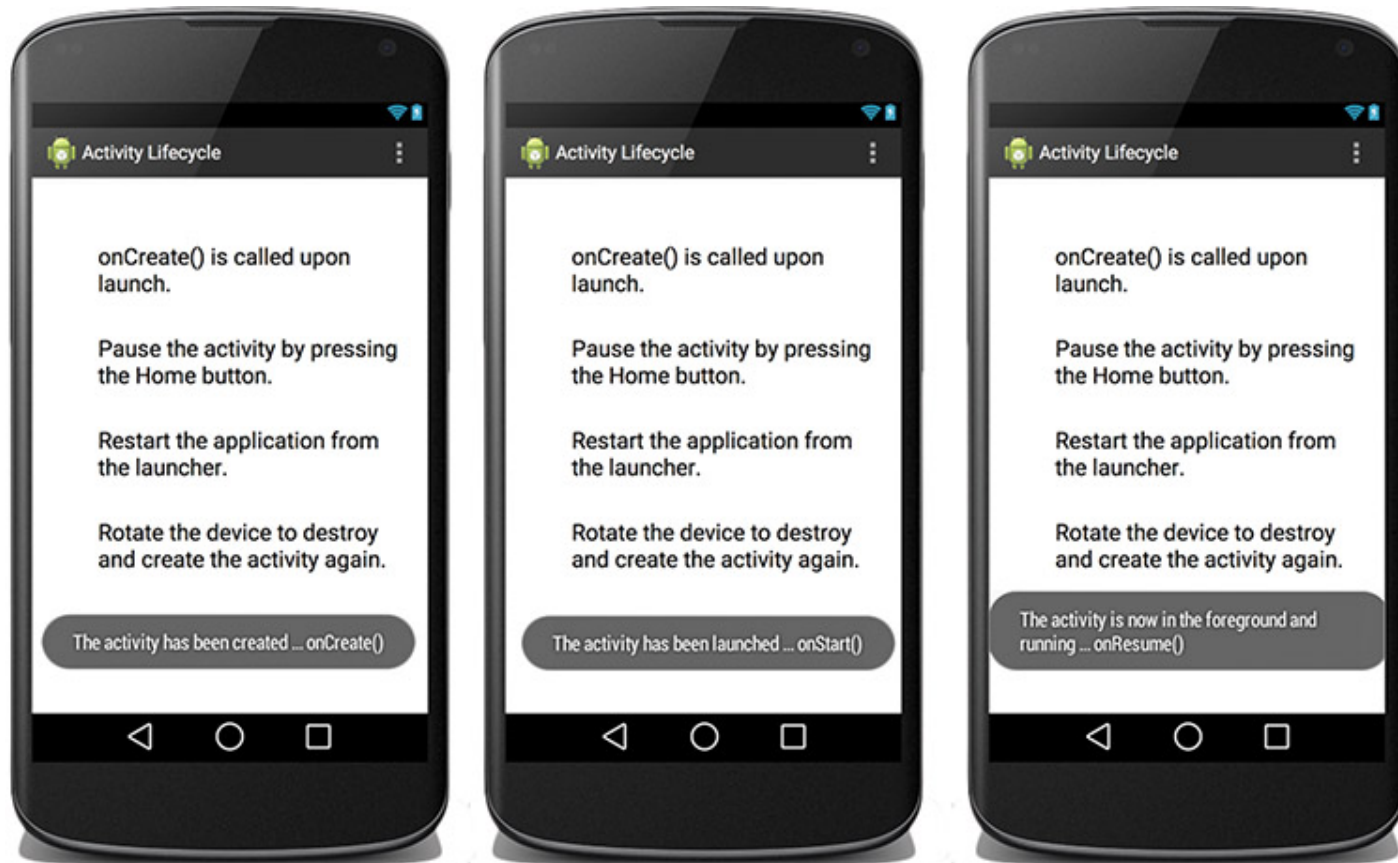 Activity Lifecycle
onCreate() is called upon
launch.
Pause the activity by pressing
the Home button.
Restart the application from
the launcher.
Rotate the device to destroy
and create the activity again.
The activity has been created ... onCreate()
Activity Lifecycle
onCreate() is called upon
launch.
Pause the activity by pressing
the Home button.
Restart the application from
the launcher.
Rotate the device to destroy
and create the activity again.
The activity has been launched ... onStart()
Activity Lifecycle
onCreate() is called upon
launch.
Pause the activity by pressing
the Home button.
Restart the application from
the launcher.
Rotate the device to destroy
and create the activity again.
The activity is now in the foreground and
running ... onResume()